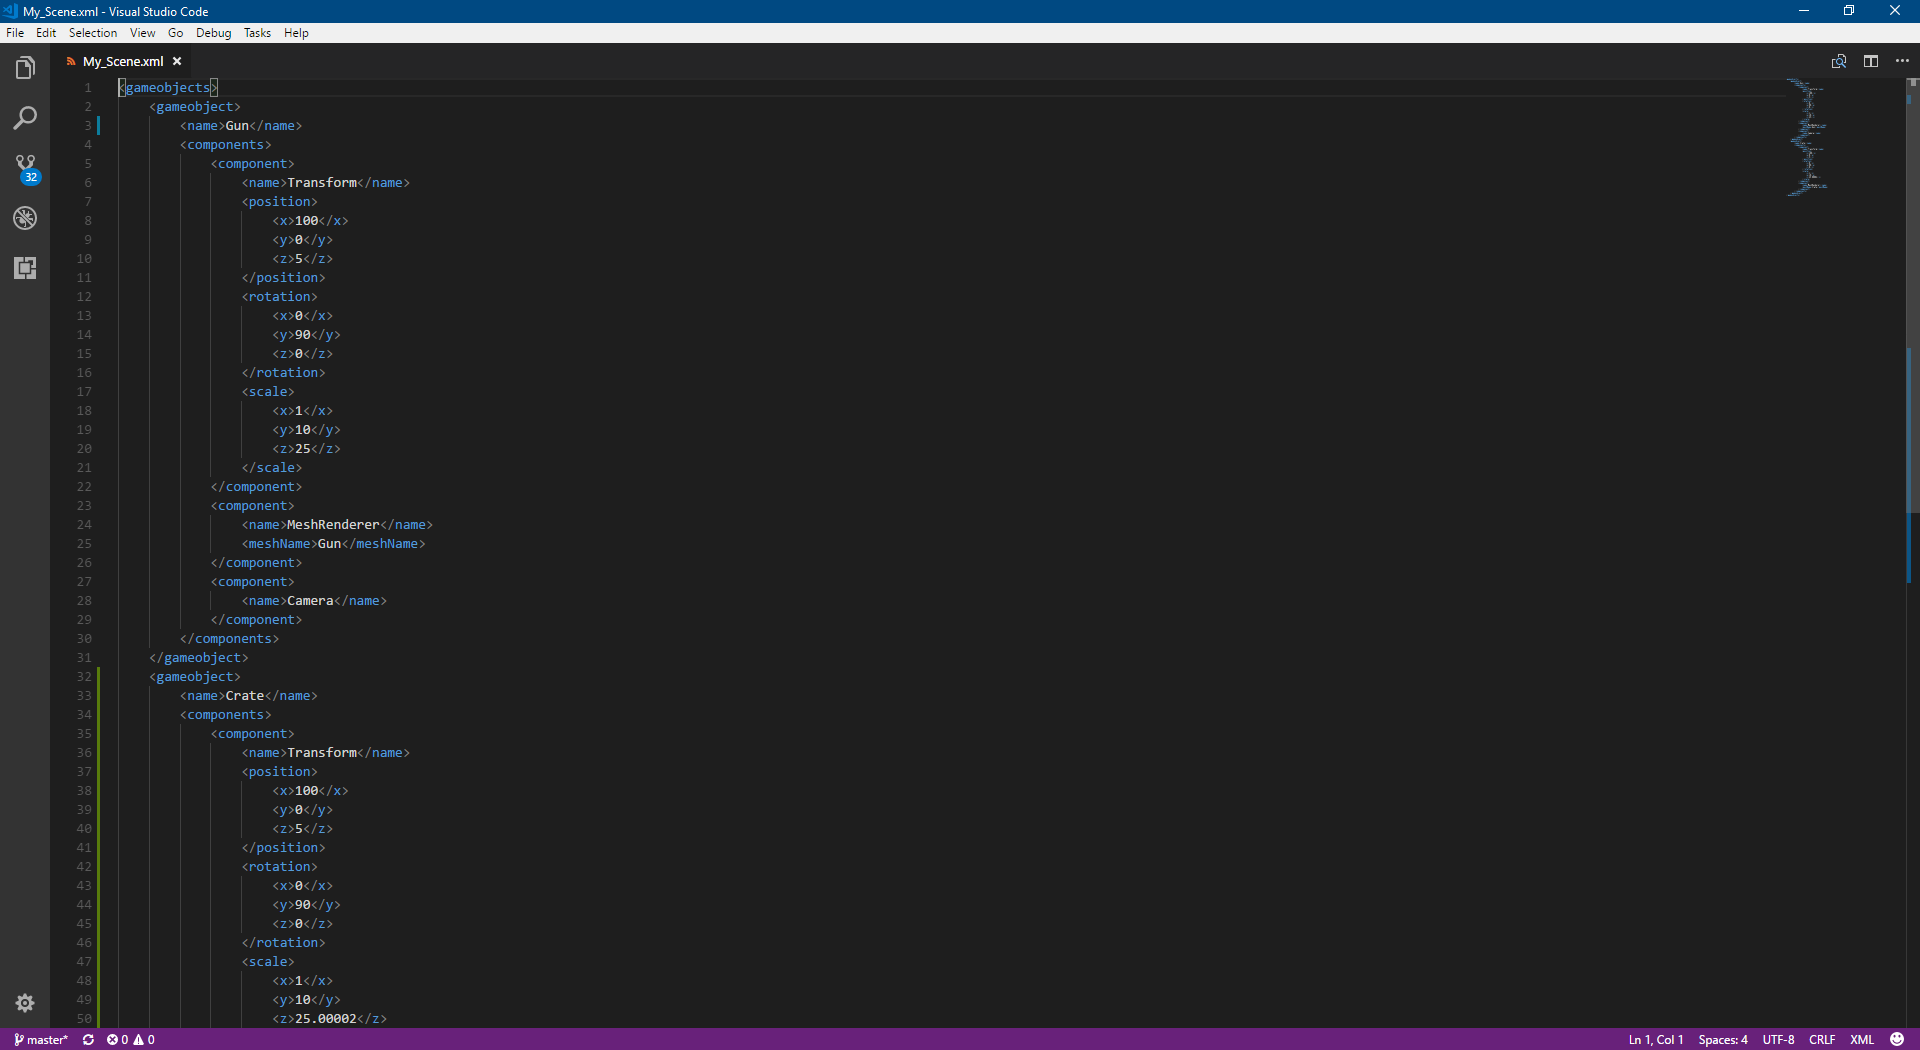 My_Scene.xml - Visual Studio Code
File Edit Selection View Go Debug Tasks Help
My_Scene.xml
1 <gameobjects>
2     <gameobject>
3         <name>Gun</name>
4         <components>
5             <component>
6                 <name>Transform</name>
7                 <position>
8                     <x>100</x>
9                     <y>0</y>
10                     <z>5</z>
11                 </position>
12                 <rotation>
13                     <x>0</x>
14                     <y>90</y>
15                     <z>0</z>
16                 </rotation>
17                 <scale>
18                     <x>1</x>
19                     <y>10</y>
20                     <z>25</z>
21                 </scale>
22             </component>
23             <component>
24                 <name>MeshRenderer</name>
25                 <meshName>Gun</meshName>
26             </component>
27             <component>
28                 <name>Camera</name>
29             </component>
30         </components>
31     </gameobject>
32     <gameobject>
33         <name>Crate</name>
34         <components>
35             <component>
36                 <name>Transform</name>
37                 <position>
38                     <x>100</x>
39                     <y>0</y>
40                     <z>5</z>
41                 </position>
42                 <rotation>
43                     <x>0</x>
44                     <y>90</y>
45                     <z>0</z>
46                 </rotation>
47                 <scale>
48                     <x>1</x>
49                     <y>10</y>
50                     <z>25.00002</z>
32
master* 0 0 Ln 1, Col 1 Spaces: 4 UTF-8 CRLF XML